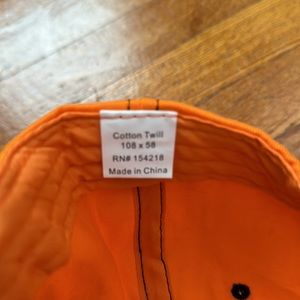 Cotton Twill
108 x 58
RN# 154218
Made in China